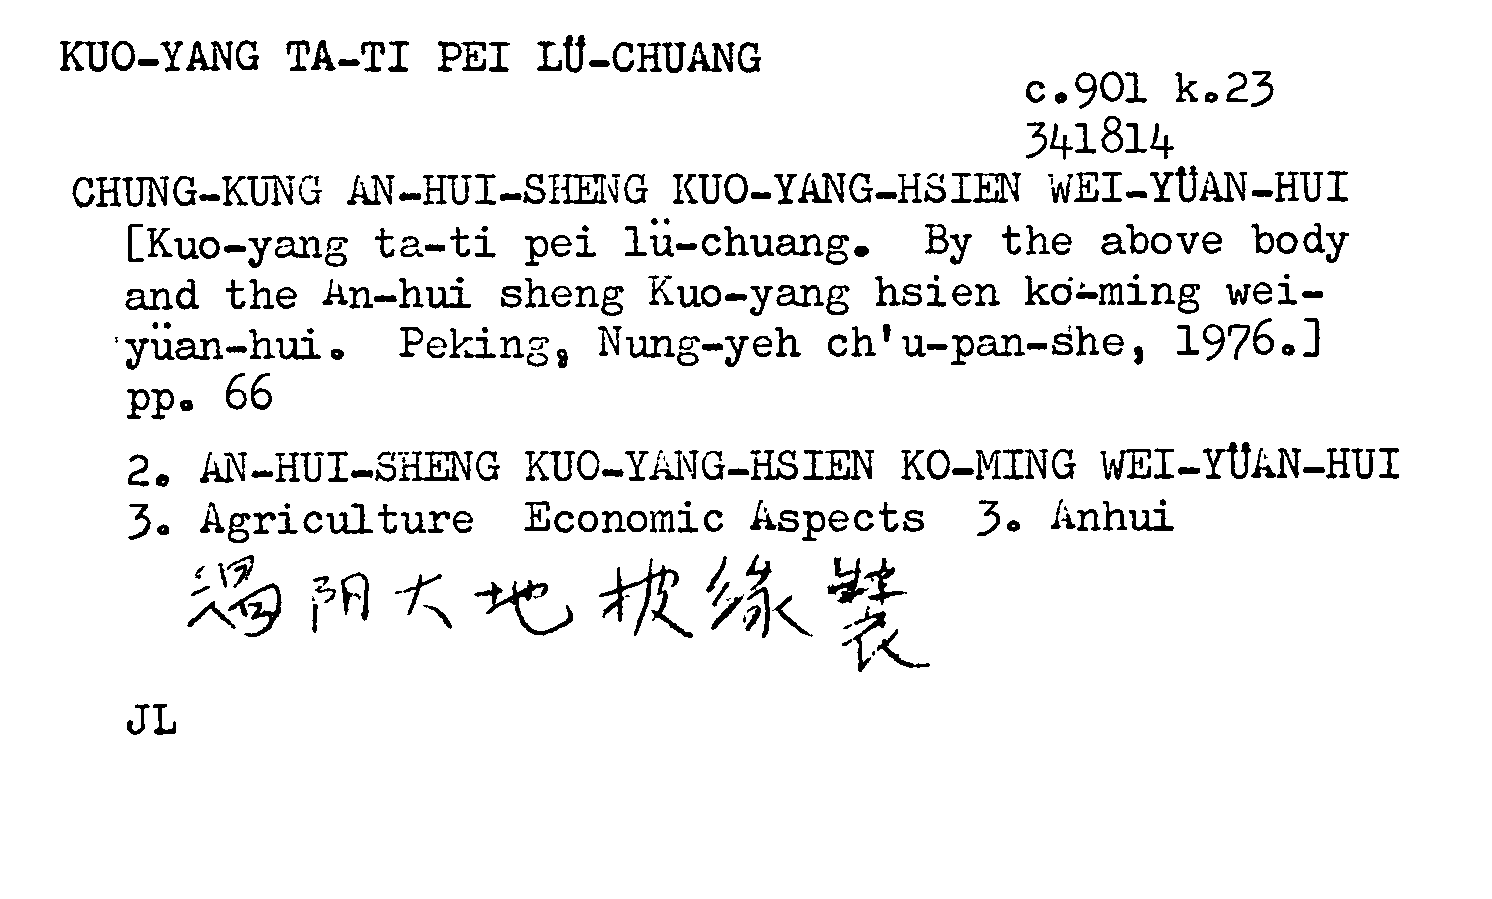 KUO-YANG TA-TI PEI LÜ-CHUANG
c.901 k.23
341814
CHUNG-KUNG AN-HUI-SHENG KUO-YANG-HSIEN WEI-YÜAN-HUI
[Kuo-yang ta-ti pei lü-chuang. By the above body
and the An-hui sheng Kuo-yang hsien ko-ming wei-
yüan-hui. Peking, Nung-yeh ch'u-pan-she, 1976.]
pp. 66
2. AN-HUI-SHENG KUO-YANG-HSIEN KO-MING WEI-YÜAN-HUI
3. Agriculture Economic Aspects 3. Anhui
涡阳大地披缘装
JL